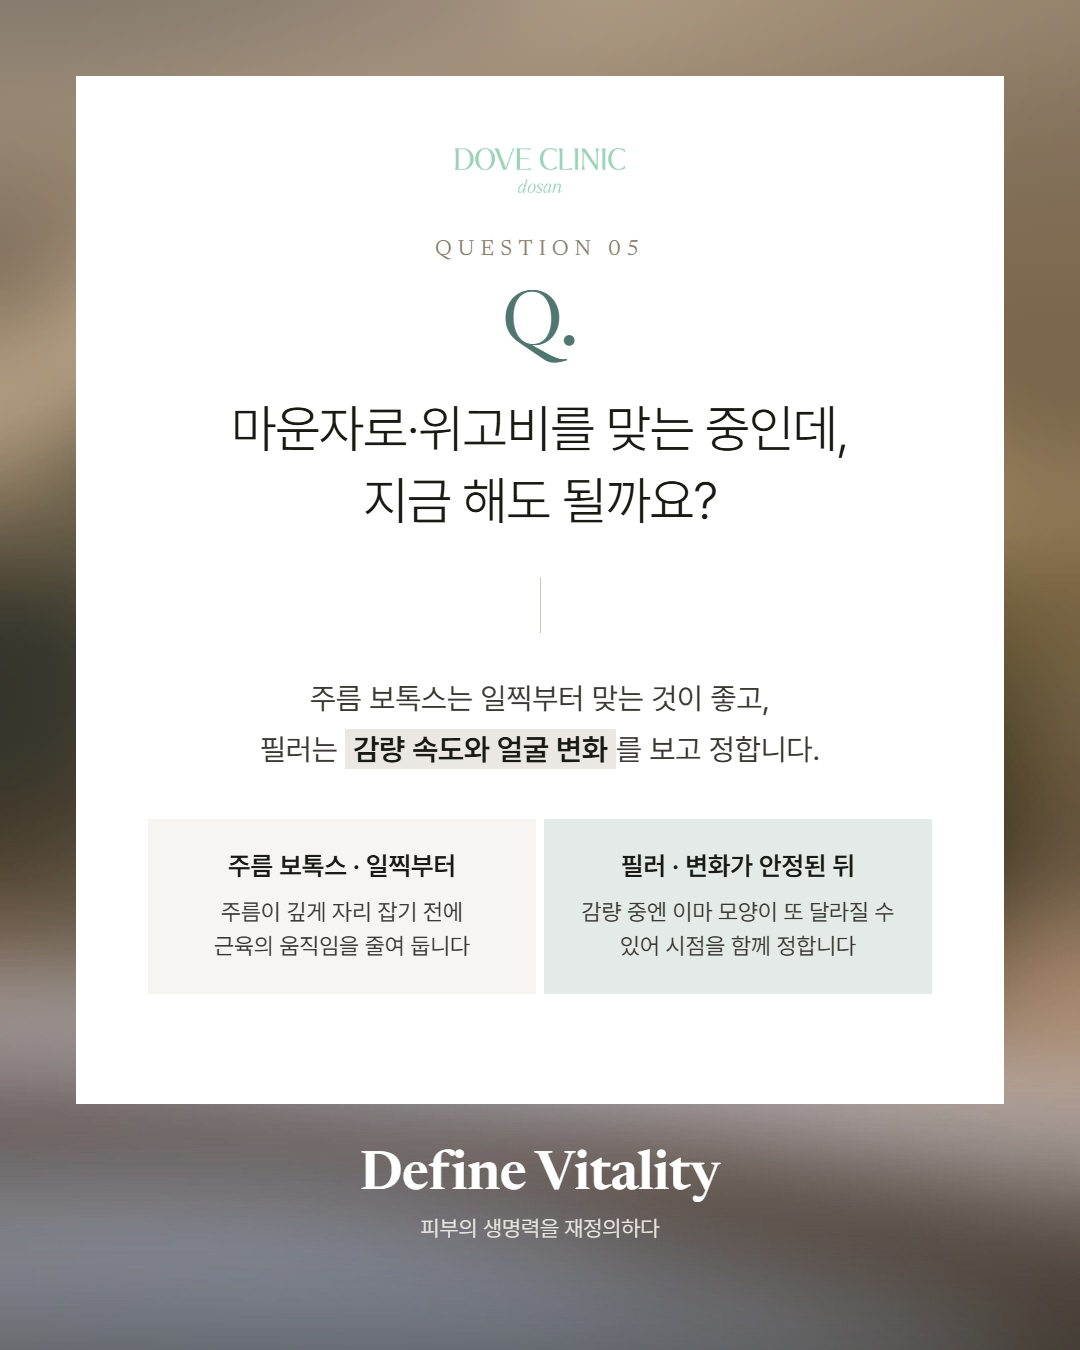 DOVE CLINIC
dosan
QUESTION 05
Q.
마운자로·위고비를 맞는 중인데,
지금 해도 될까요?
주름 보톡스는 일찍부터 맞는 것이 좋고,
필러는 감량 속도와 얼굴 변화를 보고 정합니다.
주름 보톡스 · 일찍부터
주름이 깊게 자리 잡기 전에
근육의 움직임을 줄여 둡니다
필러 · 변화가 안정된 뒤
감량 중엔 이마 모양이 또 달라질 수
있어 시점을 함께 정합니다
Define Vitality
피부의 생명력을 재정의하다